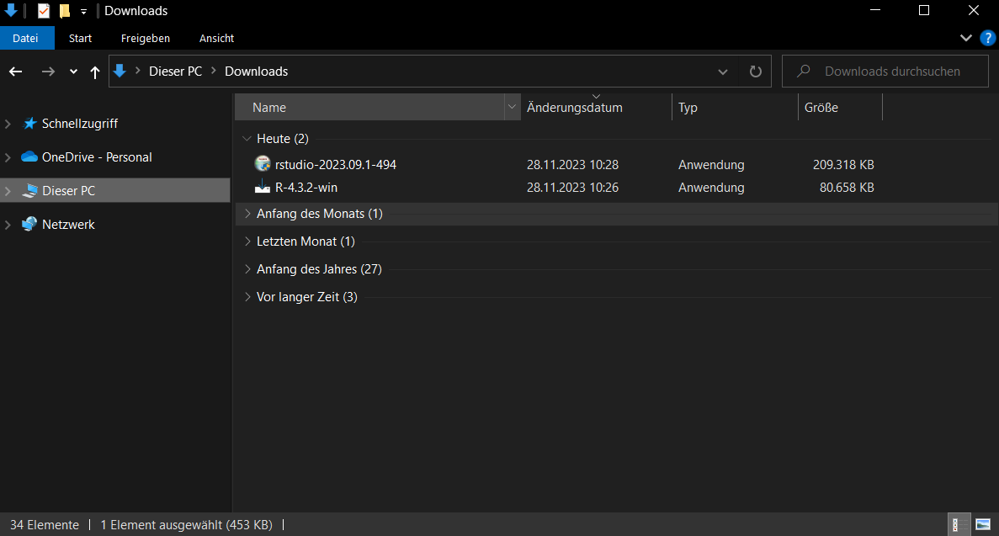 Downloads
Datei Start Freigeben Ansicht ?
Dieser PC Downloads Downloads durchsuchen
Name Änderungsdatum Typ Größe
Schnellzugriff
OneDrive - Personal
Dieser PC
Netzwerk
Heute (2)
rstudio-2023.09.1-494 28.11.2023 10:28 Anwendung 209.318 KB
R-4.3.2-win 28.11.2023 10:26 Anwendung 80.658 KB
Anfang des Monats (1)
Letzten Monat (1)
Anfang des Jahres (27)
Vor langer Zeit (3)
34 Elemente 1 Element ausgewählt (453 KB)